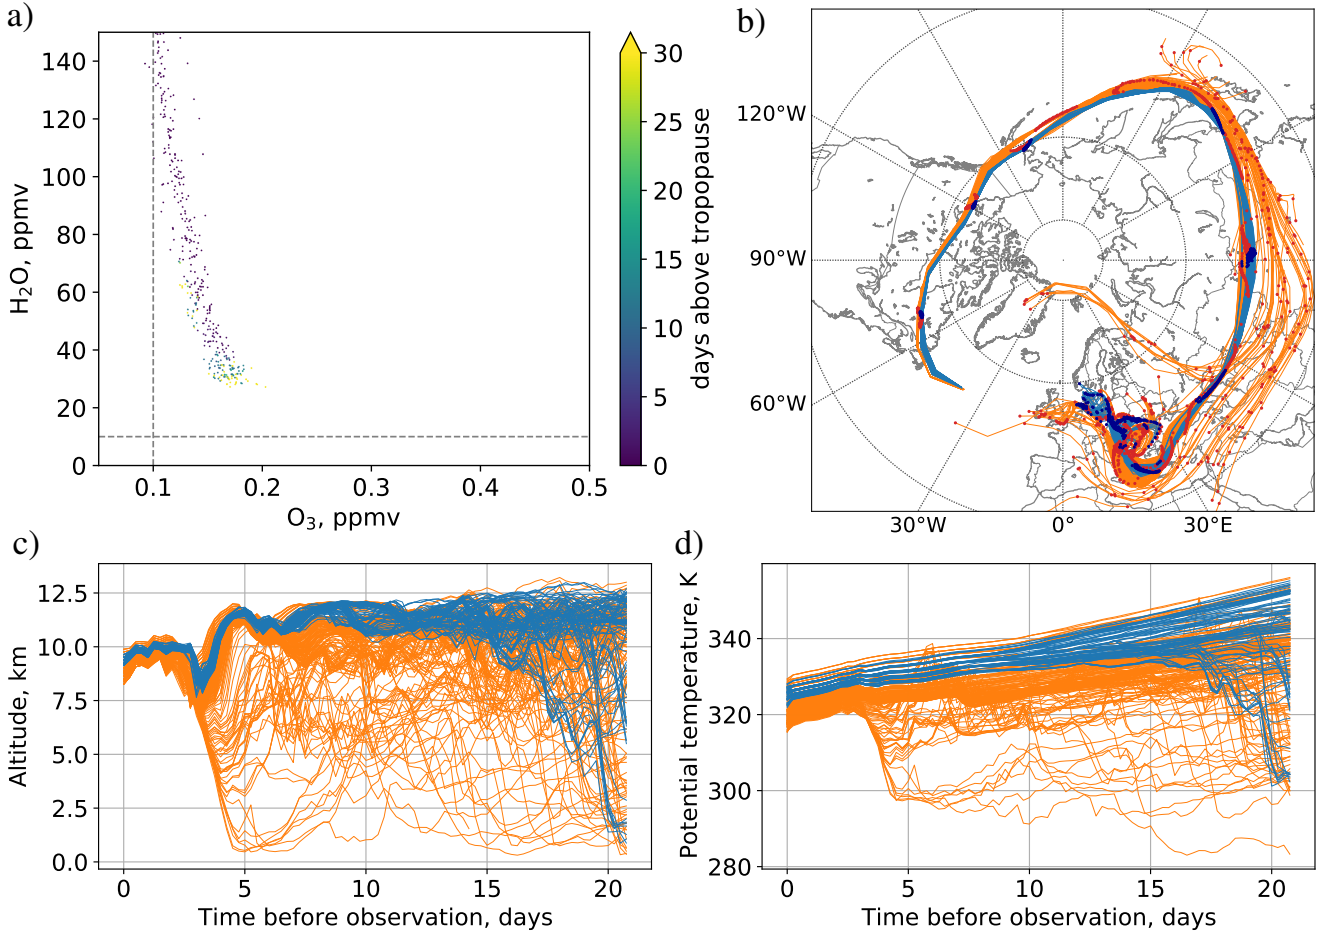 a)
140
120
100
80
60
40
20
0
H₂O, ppmv
0.1
0.2
0.3
0.4
0.5
O₃, ppmv
30
25
20
15
10
5
0
days above tropopause
b)
120°W
90°W
60°W
30°W
0°
30°E
c)
12.5
10.0
7.5
5.0
2.5
0.0
Altitude, km
0
5
10
15
20
Time before observation, days
d)
340
320
300
280
Potential temperature, K
0
5
10
15
20
Time before observation, days